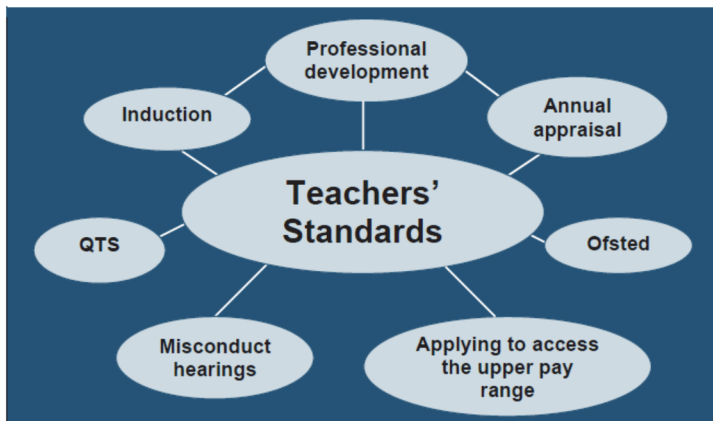 Professional
development
Induction
Annual
appraisal
Teachers’
Standards
QTS
Ofsted
Misconduct
hearings
Applying to access
the upper pay
range